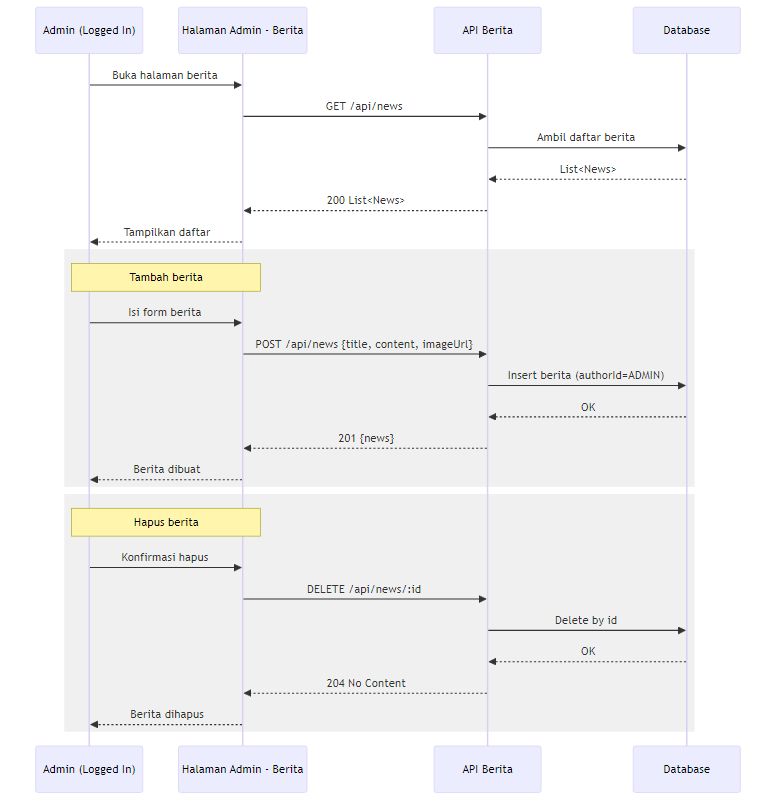 Admin (Logged In)
Halaman Admin - Berita
API Berita
Database
Buka halaman berita
GET /api/news
Ambil daftar berita
List<News>
200 List<News>
Tampilkan daftar
Tambah berita
Isi form berita
POST /api/news {title, content, imageUrl}
Insert berita (authorId=ADMIN)
OK
201 {news}
Berita dibuat
Hapus berita
Konfirmasi hapus
DELETE /api/news/:id
Delete by id
OK
204 No Content
Berita dihapus
Admin (Logged In)
Halaman Admin - Berita
API Berita
Database